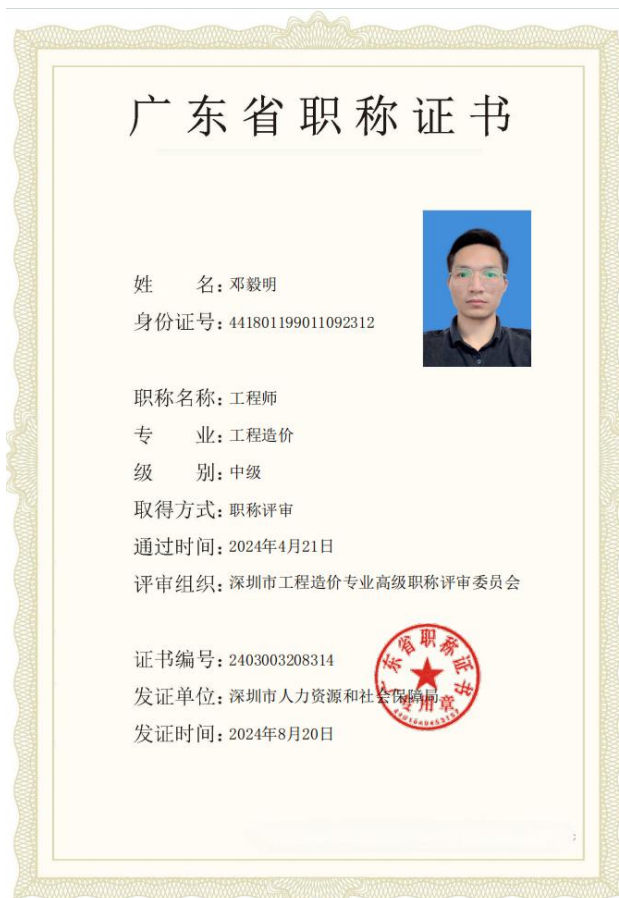 广东省职称证书
姓 名：邓毅明
身份证号：441801199011092312
职称名称：工程师
专 业：工程造价
级 别：中级
取得方式：职称评审
通过时间：2024年4月21日
评审组织：深圳市工程造价专业高级职称评审委员会
证书编号：2403003208314
发证单位：深圳市人力资源和社会保障局
发证时间：2024年8月20日
广东省职称证书
专用章